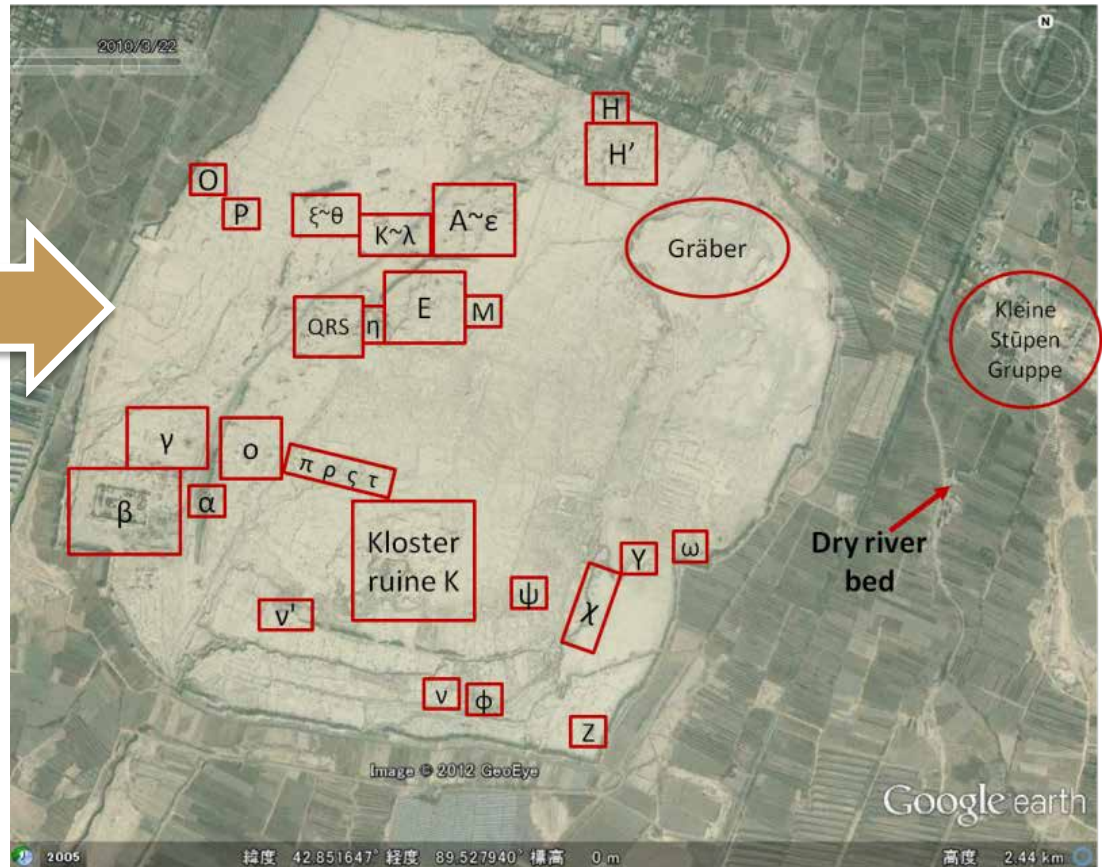 2010/3/22
N
H
H’
O
P
ξ~θ
K~λ
A~ε
Gräber
QRS
η
E
M
Kleine
Stūpen
Gruppe
γ
ο
π ρ ς τ
β
α
Kloster
ruine K
Dry river
bed
Y
ω
ψ
χ
ν'
ν
φ
Z
Image © 2012 GeoEye
Google earth
2005
緯度 42.851647° 経度 89.527940° 標高 0 m
高度 2.44 km